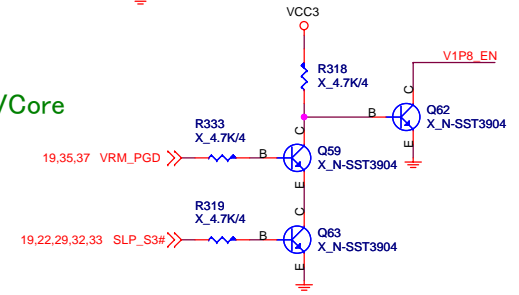 VCC3
V1P8_EN
R318
X_4.7K/4
/Core
C
B
Q62
X_N-SST3904
E
R333
X_4.7K/4
C
19,35,37 VRM_PGD
B
Q59
X_N-SST3904
E
R319
X_4.7K/4
C
19,22,29,32,33 SLP_S3#
B
Q63
X_N-SST3904
E